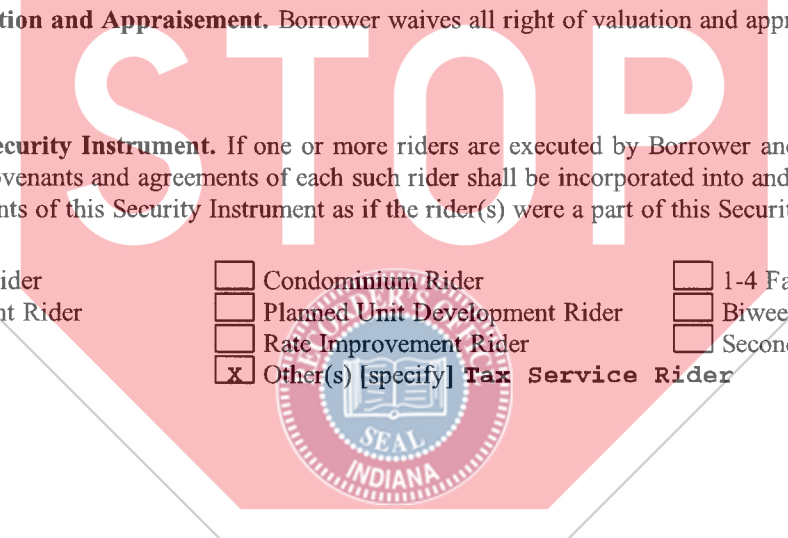 STOP
tion and Appraisement. Borrower waives all right of valuation and appr
ecurity Instrument. If one or more riders are executed by Borrower and
ovenants and agreements of each such rider shall be incorporated into and
nts of this Security Instrument as if the rider(s) were a part of this Securit
ider Condominium Rider 1-4 Fa
nt Rider Planned Unit Development Rider Biwee
Rate Improvement Rider Second
X Other(s) [specify] Tax Service Rider
SEAL
INDIANA